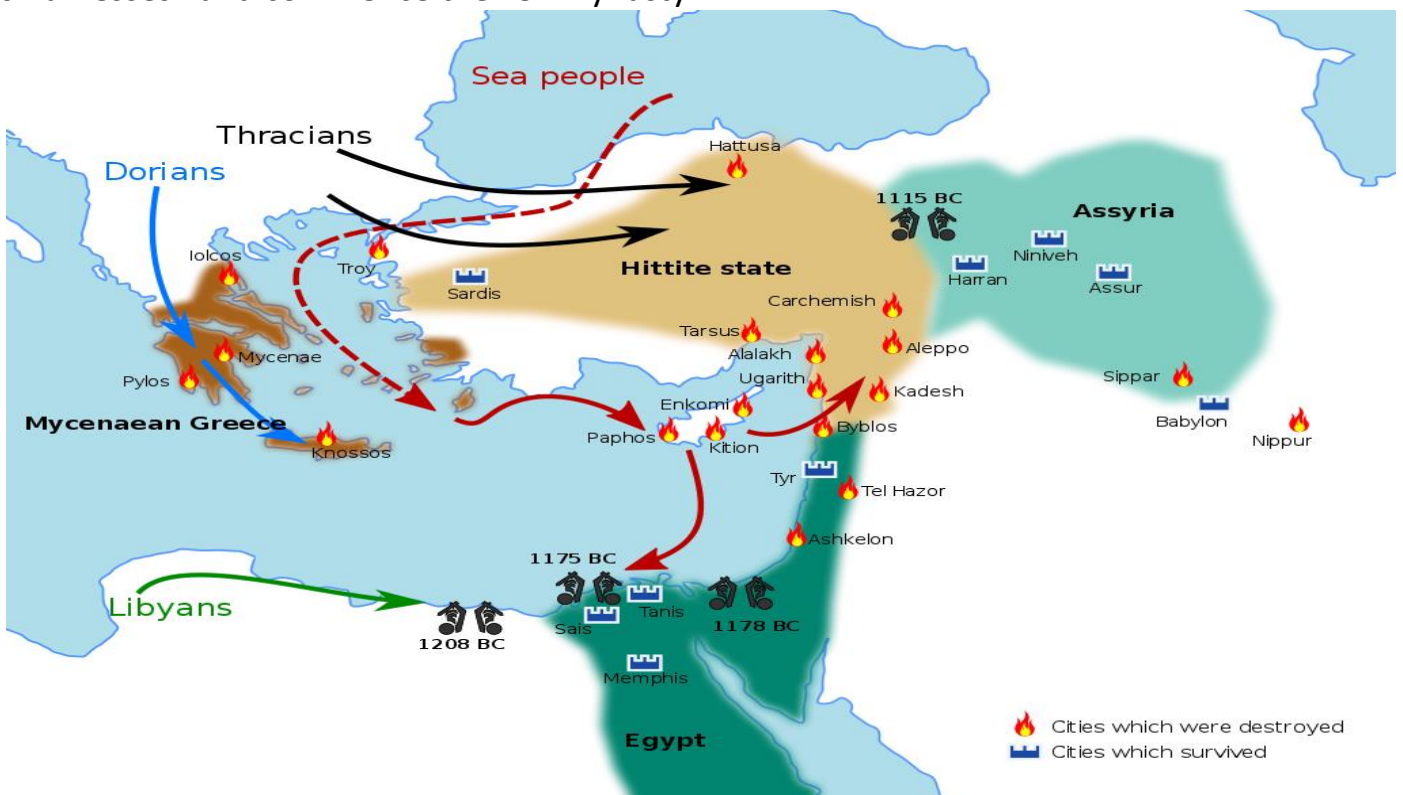 Sea people
Thracians
Dorians
Hattusa
1115 BC
Assyria
Iolcos
Troy
Sardis
Hittite state
Harran
Niniveh
Assur
Carchemish
Tarsus
Alalakh
Aleppo
Mycenae
Pylos
Ugarith
Kadesh
Sippar
Enkomi
Babylon
Nippur
Mycenaean Greece
Knossos
Paphos
Kition
Byblos
Tyr
Tel Hazor
Ashkelon
1175 BC
Libyans
Tanis
Sais
1178 BC
1208 BC
Memphis
Egypt
Cities which were destroyed
Cities which survived